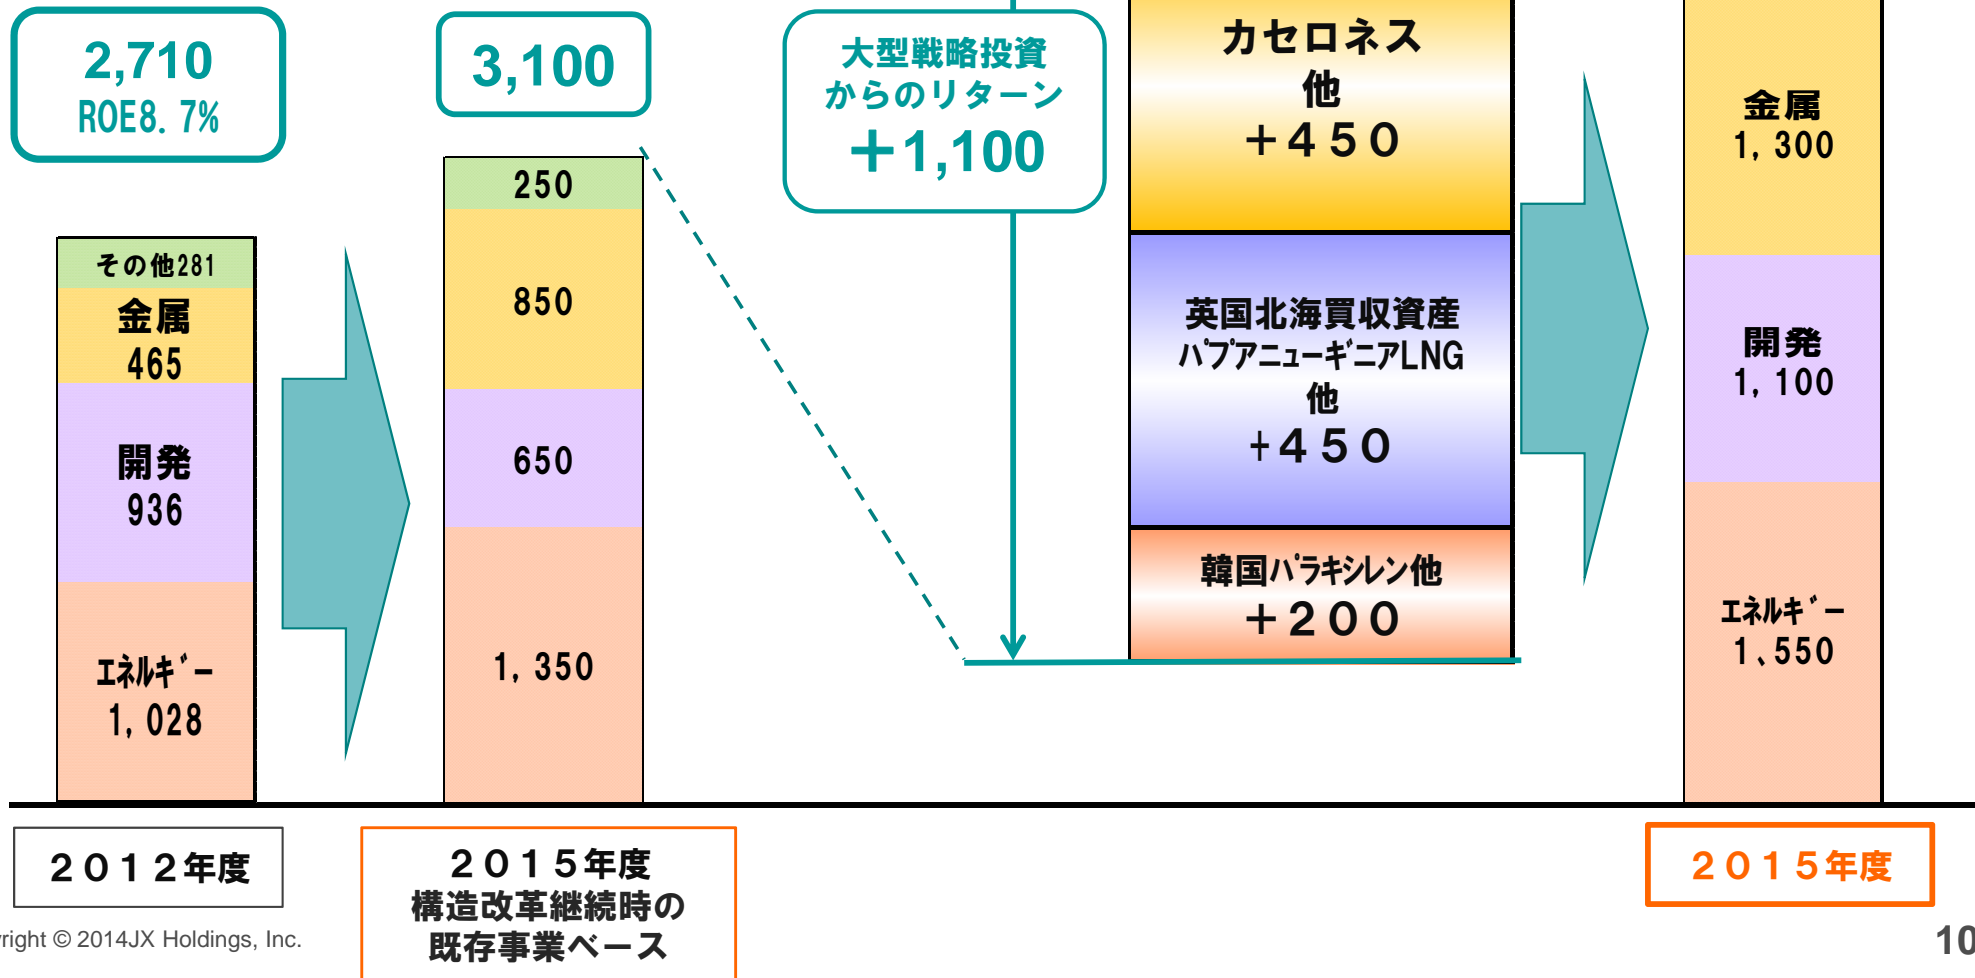 2,710
ROE8. 7%
その他281
金属
465
開発
936
エネルギー
1, 028
2012年度
3,100
250
850
650
1, 350
2015年度
構造改革継続時の
既存事業ベース
大型戦略投資
からのリターン
＋1,100
カセロネス
他
＋450
英国北海買収資産
パプアニューギニアLNG
他
+450
韓国パラキシレン他
＋200
金属
1, 300
開発
1, 100
エネルギー
1、550
2015年度
right © 2014JX Holdings, Inc.
10